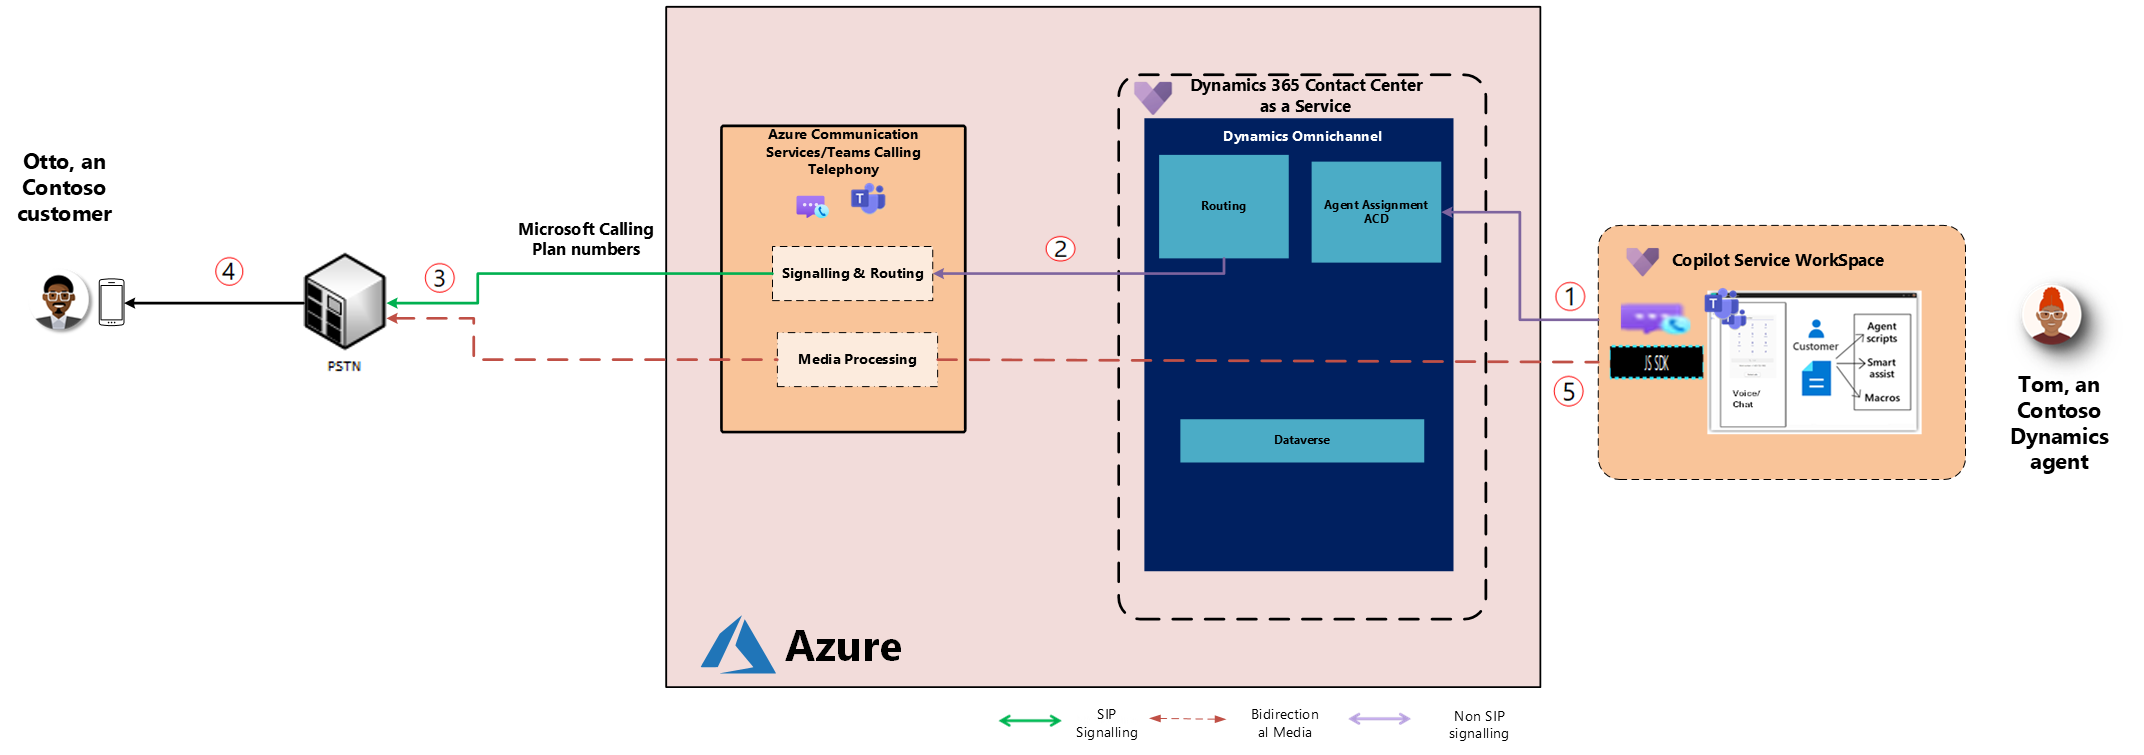 Otto, an
Contoso
customer
4
PSTN
3
Microsoft Calling
Plan numbers
Azure Communication
Services/Teams Calling
Telephony
T
Signalling & Routing
Media Processing
2
Dynamics 365 Contact Center
as a Service
Dynamics Omnichannel
Routing
Agent Assignment
ACD
Dataverse
1
5
Copilot Service WorkSpace
JS SDK
T
Voice/
Chat
Customer
Agent
scripts
Smart
assist
Macros
Tom, an
Contoso
Dynamics
agent
Azure
SIP
Signalling
Bidirection
al Media
Non SIP
signalling